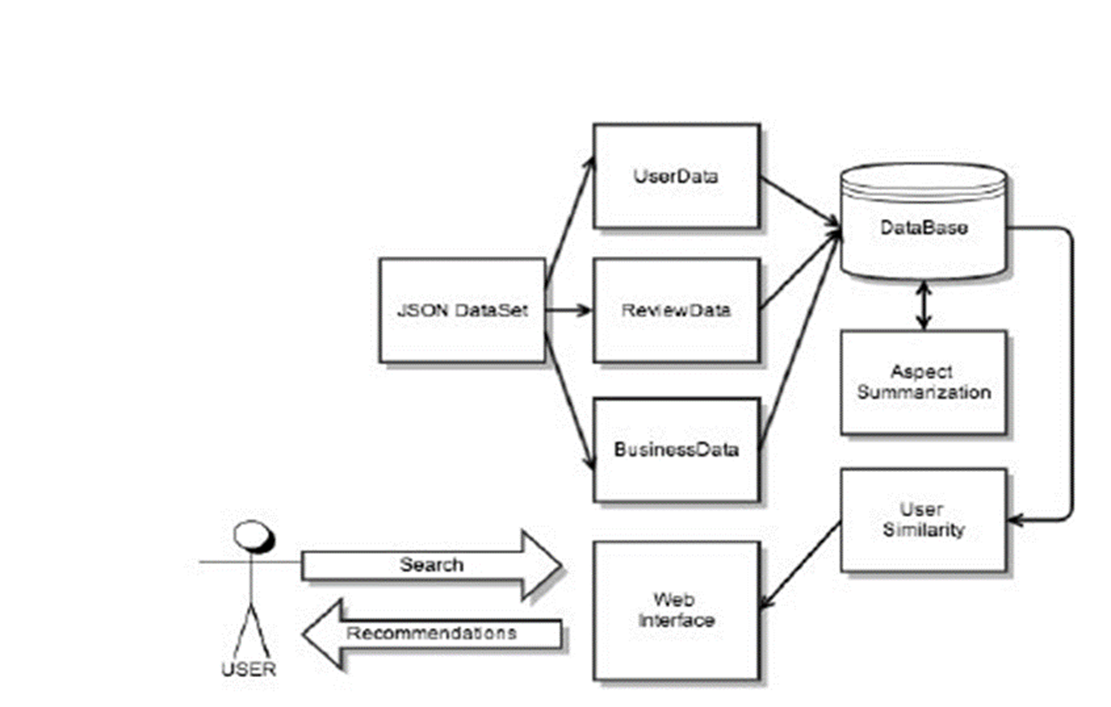 UserData
DataBase
JSON DataSet
ReviewData
Aspect
Summarization
BusinessData
User
Similarity
Search
Web
Interface
Recommendations
USER